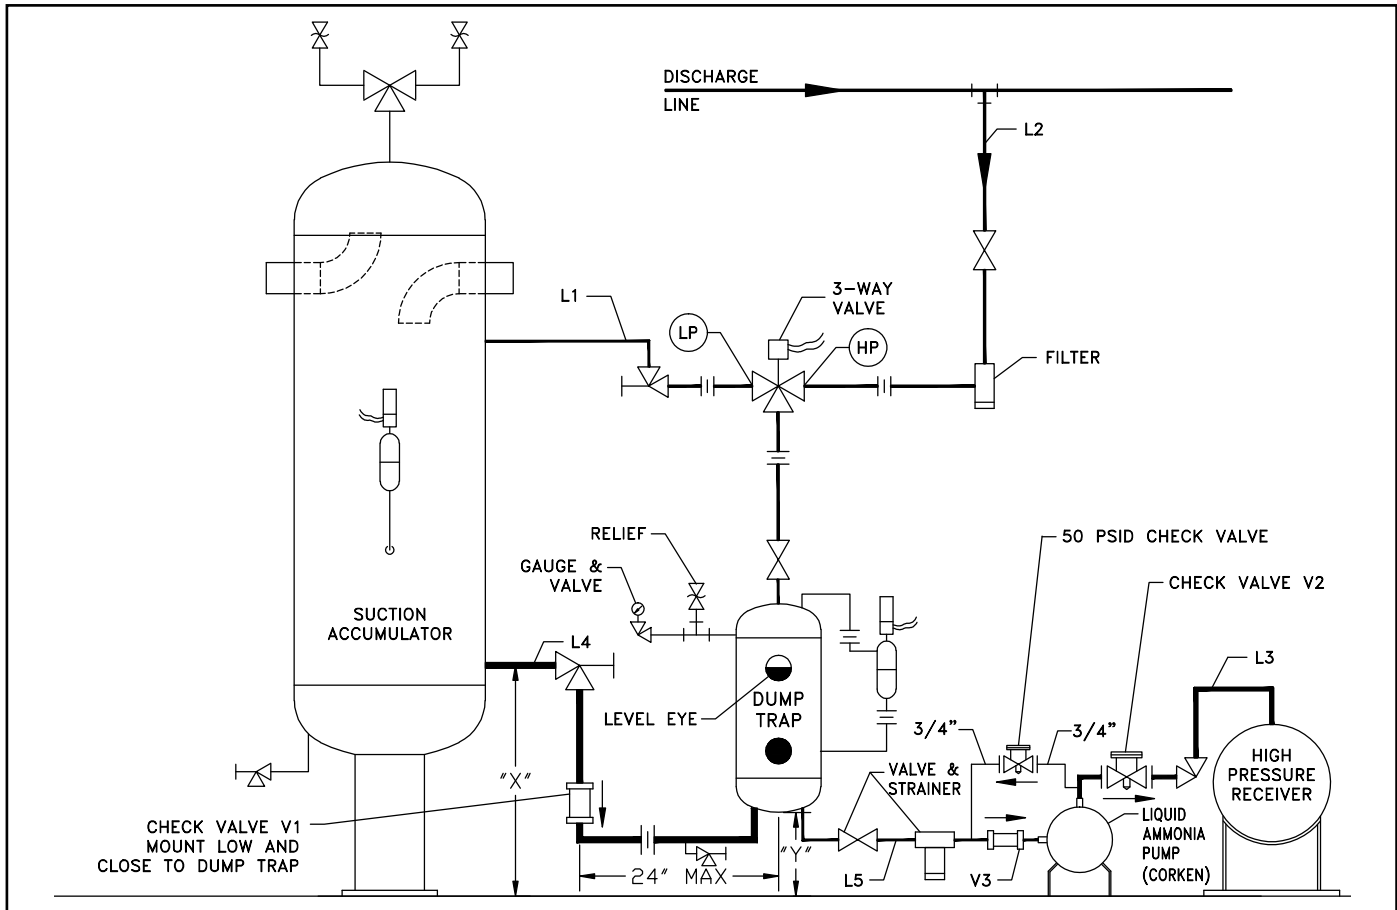 DISCHARGE
LINE
L2
3-WAY
VALVE
L1
LP
HP
FILTER
RELIEF
50 PSID CHECK VALVE
GAUGE &
VALVE
CHECK VALVE V2
SUCTION
ACCUMULATOR
L4
L3
DUMP
TRAP
LEVEL EYE
3/4"
3/4"
"X"
VALVE &
STRAINER
HIGH
PRESSURE
RECEIVER
CHECK VALVE V1
MOUNT LOW AND
CLOSE TO DUMP TRAP
LIQUID
AMMONIA
PUMP
(CORKEN)
"Y"
24" MAX
L5
V3